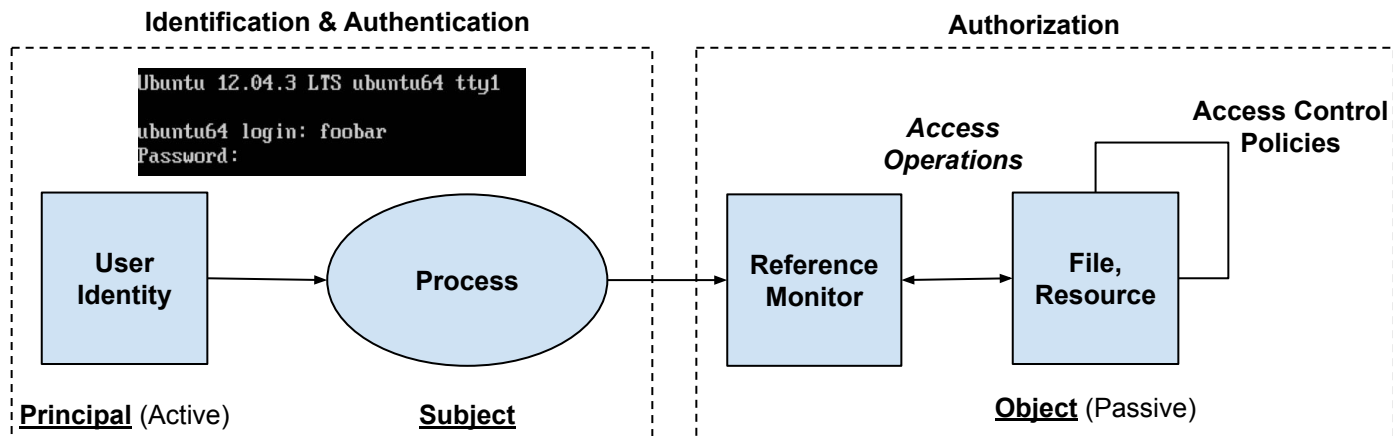 Identification & Authentication
Authorization
Ubuntu 12.04.3 LTS ubuntu64 tty1
ubuntu64 login: foobar
Password:
Access Control
Policies
Access
Operations
User
Identity
Process
Reference
Monitor
File,
Resource
Principal (Active)
Subject
Object (Passive)